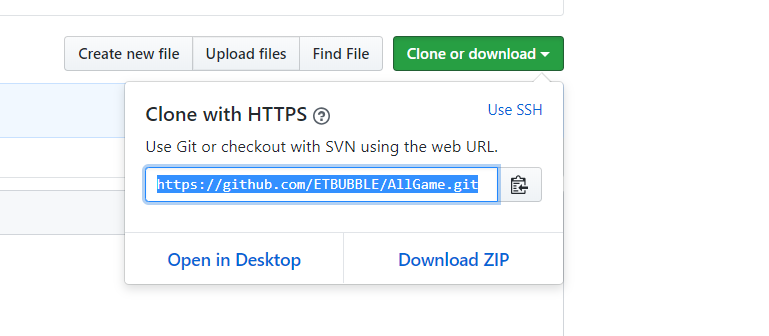 Create new file Upload files Find File Clone or download
Clone with HTTPS Use SSH
Use Git or checkout with SVN using the web URL.
https://github.com/ETBUBBLE/AllGame.git
Open in Desktop Download ZIP